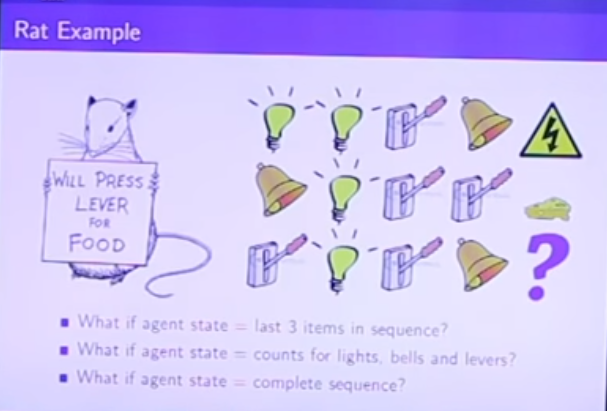 Rat Example
WILL PRESS
LEVER
FOR
FOOD
?
What if agent state = last 3 items in sequence?
What if agent state = counts for lights, bells and levers?
What if agent state = complete sequence?